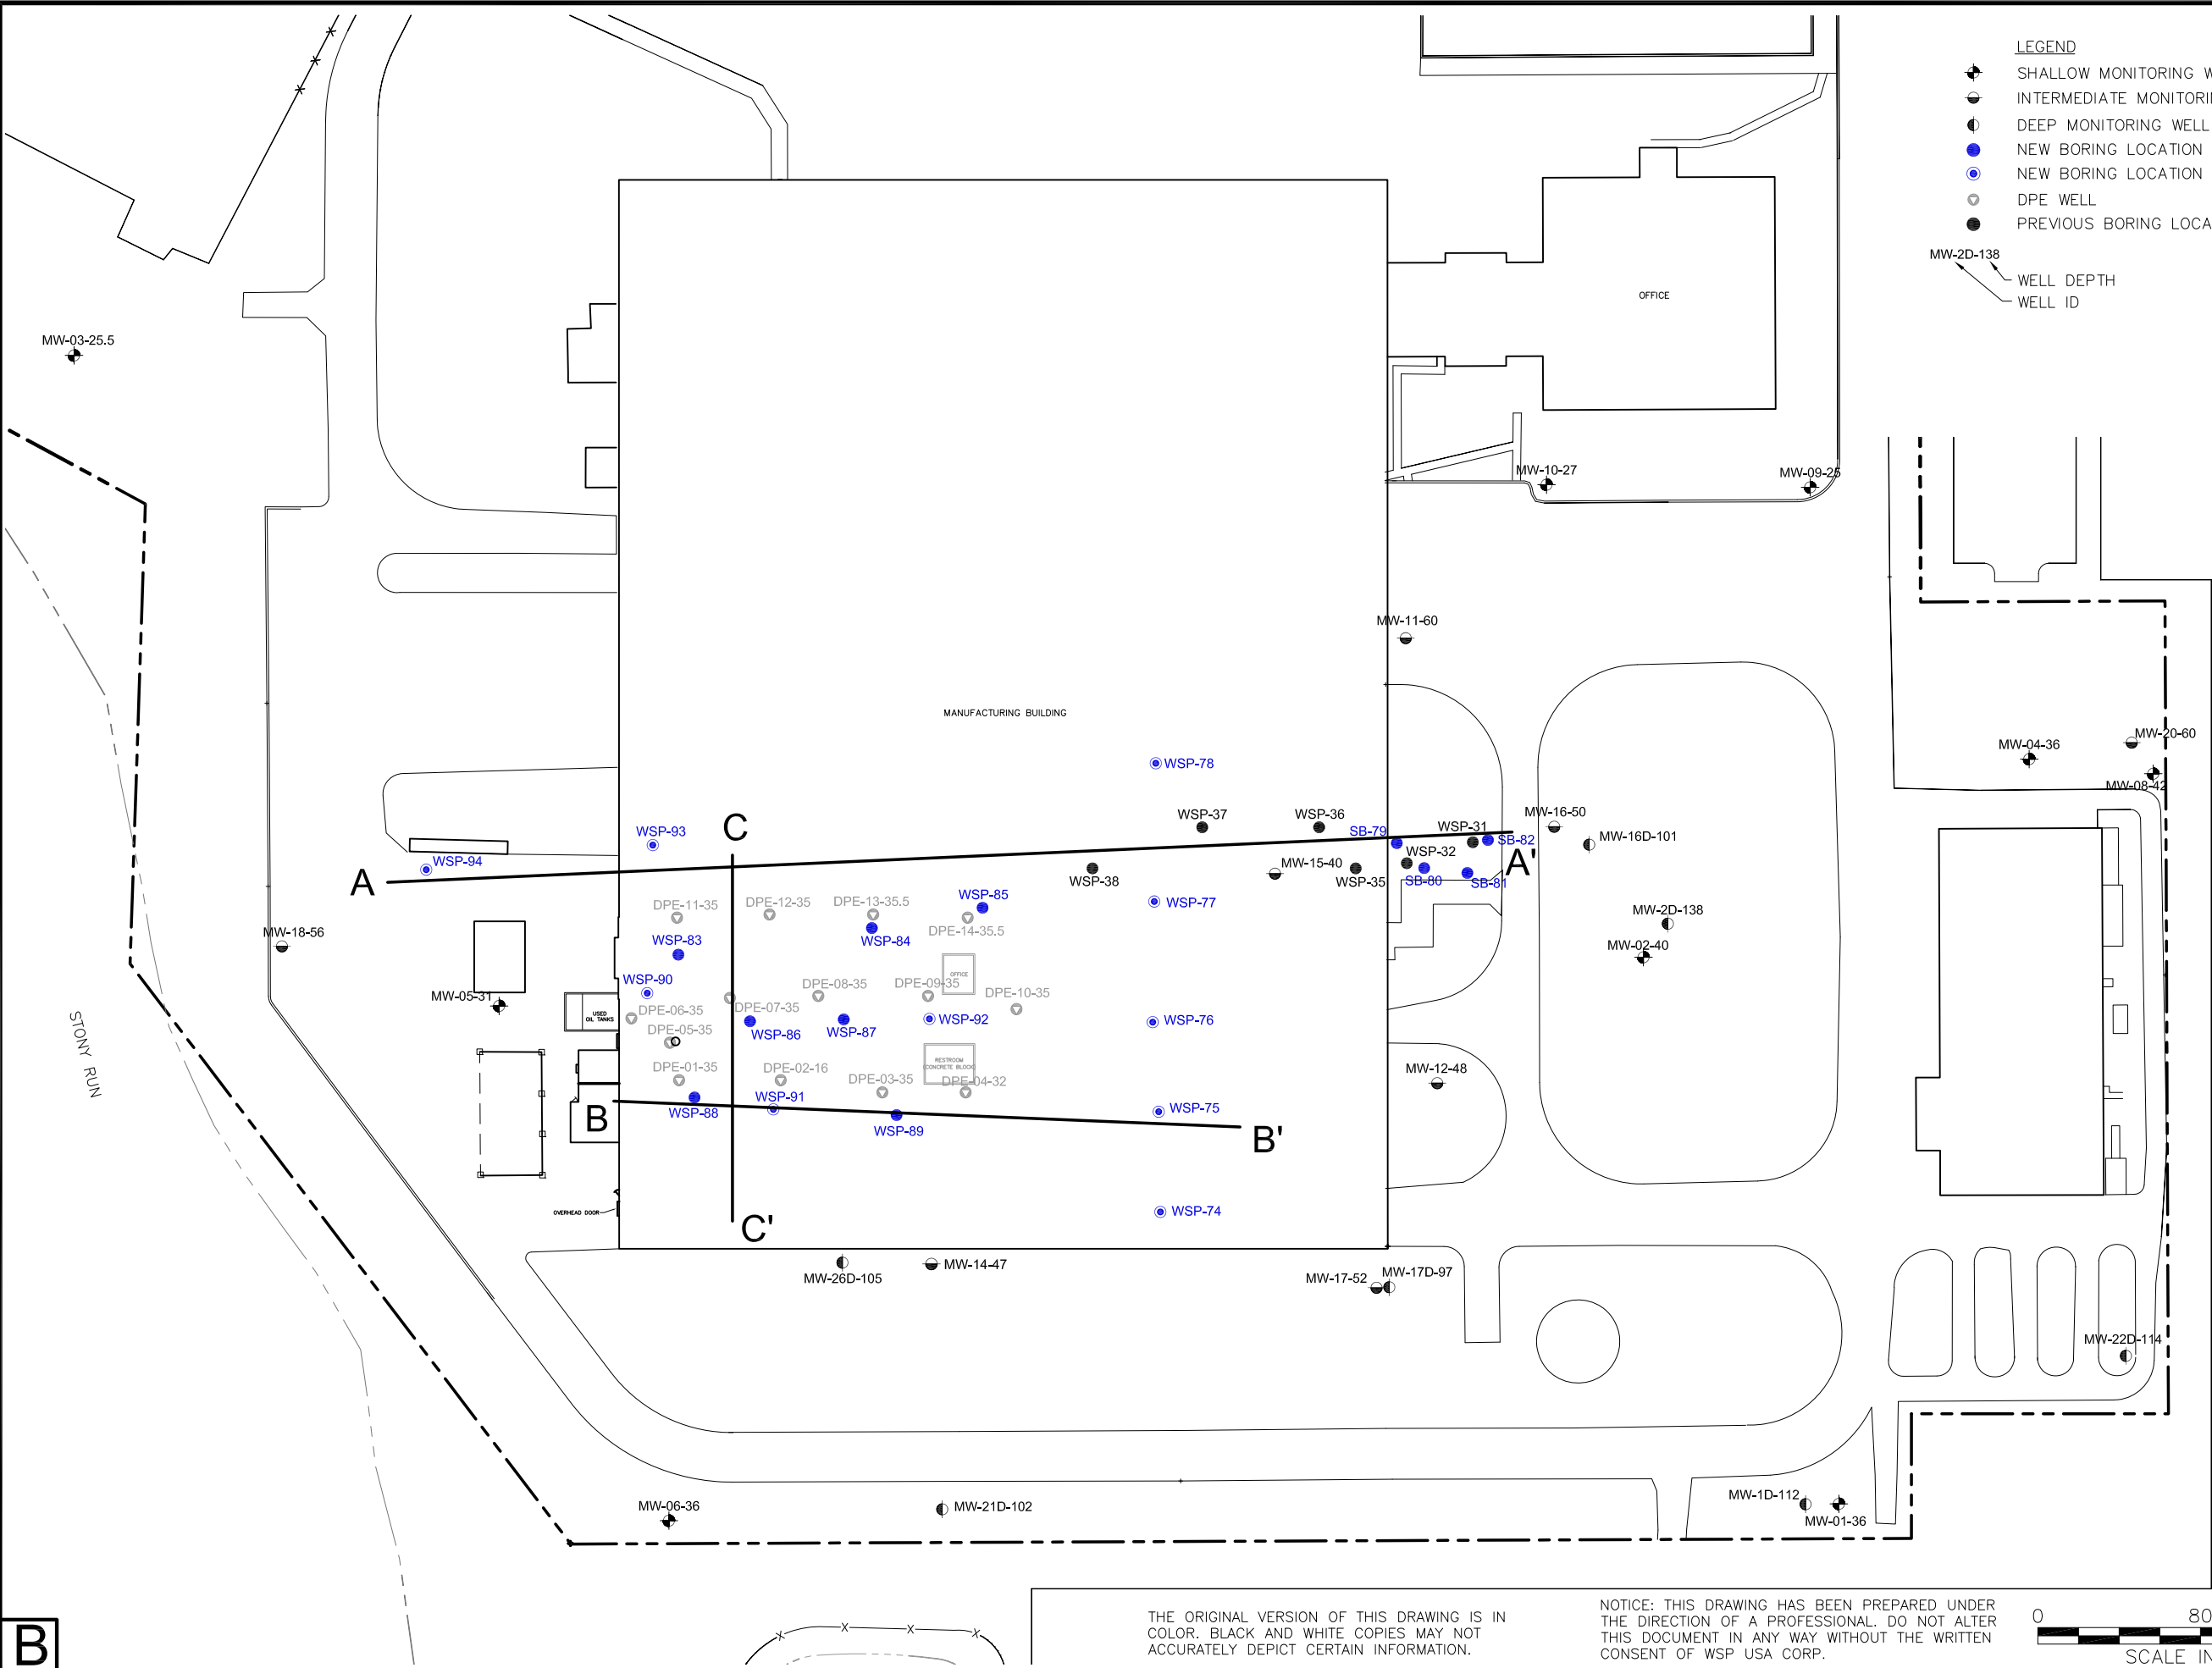 LEGEND
SHALLOW MONITORING
INTERMEDIATE
DEEP MONITORING WELL
NEW BORING LOCATION
NEW BORING LOCATION
DPE WELL
PREVIOUS BORING
MW-2D-138
WELL DEPTH
WELL ID
OFFICE
MW-03-25.5
MW-10-27
MW-09-25
MW-11-60
MANUFACTURING BUILDING
MW-20-60
MW-04-36
MW-08-42
WSP-78
WSP-37
WSP-36
SB-79
WSP-31
SB-82
MW-16-50
MW-16D-101
WSP-93
C
WSP-94
A
WSP-38
MW-15-40
WSP-35
WSP-32
SB-80
SB-81
A'
WSP-85
WSP-77
DPE-11-35
DPE-12-35
DPE-13-35.5
DPE-14-35.5
MW-2D-138
MW-02-40
MW-18-56
WSP-83
WSP-84
OFFICE
WSP-90
MW-05-31
DPE-08-35
DPE-09-35
DPE-10-35
USED
OIL TANKS
DPE-06-35
DPE-07-35
WSP-86
WSP-87
WSP-92
WSP-76
DPE-05-35
RESTROOM
(CONCRETE BLOCK)
DPE-01-35
DPE-02-16
DPE-03-35
DPE-04-32
MW-12-48
STONY RUN
B
WSP-88
WSP-91
WSP-89
WSP-75
B'
OVERHEAD DOOR
C'
WSP-74
MW-26D-105
MW-14-47
MW-17-52
MW-17D-97
MW-22D-114
MW-06-36
MW-21D-102
MW-1D-112
MW-01-36
B
THE ORIGINAL VERSION OF THIS DRAWING IS IN
COLOR. BLACK AND WHITE COPIES MAY NOT
ACCURATELY DEPICT CERTAIN INFORMATION.
NOTICE: THIS DRAWING HAS BEEN PREPARED UNDER
THE DIRECTION OF A PROFESSIONAL. DO NOT ALTER
THIS DOCUMENT IN ANY WAY WITHOUT THE WRITTEN
CONSENT OF WSP USA CORP.
0 80
SCALE IN